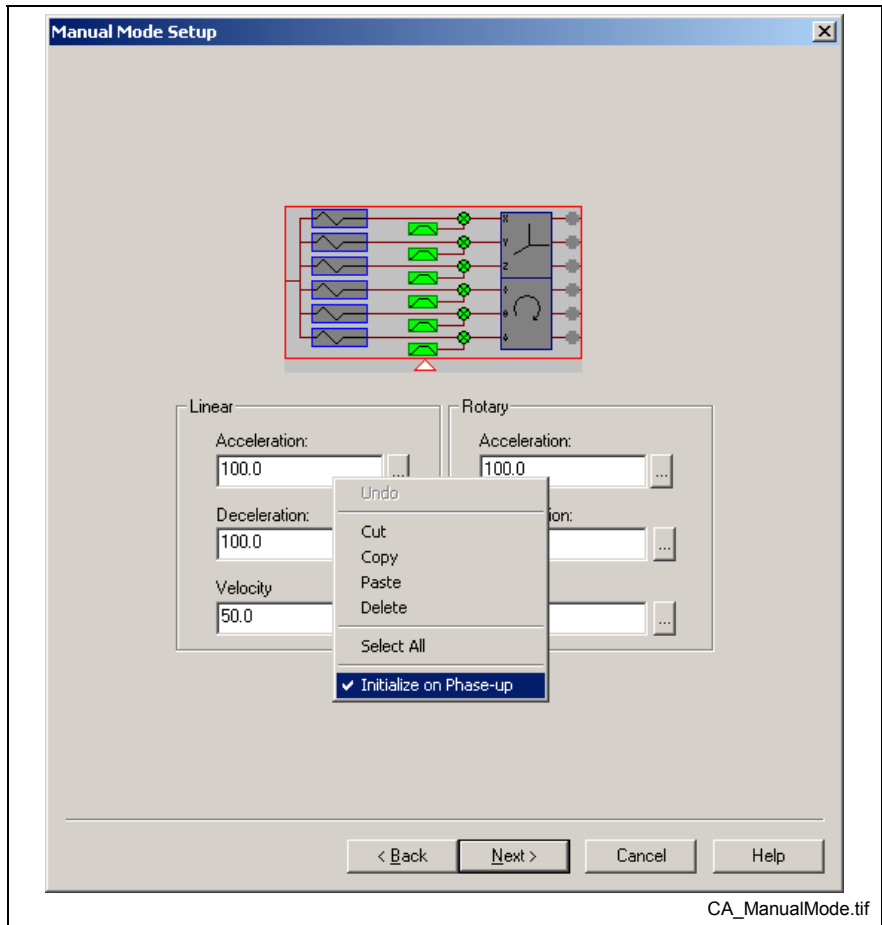 Manual Mode Setup
X
Y
Z
Linear
Acceleration:
100.0
...
Deceleration:
100.0
Velocity
50.0
Rotary
Acceleration:
100.0
...
ion:
...
...
Undo
Cut
Copy
Paste
Delete
Select All
Initialize on Phase-up
< Back
Next >
Cancel
Help
CA_ManualMode.tif